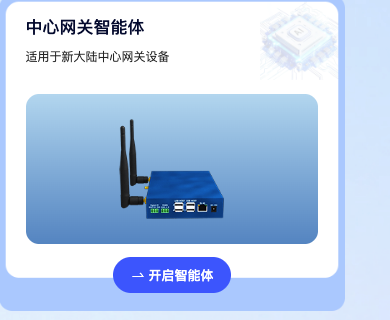 中心网关智能体
适用于新大陆中心网关设备
开启智能体